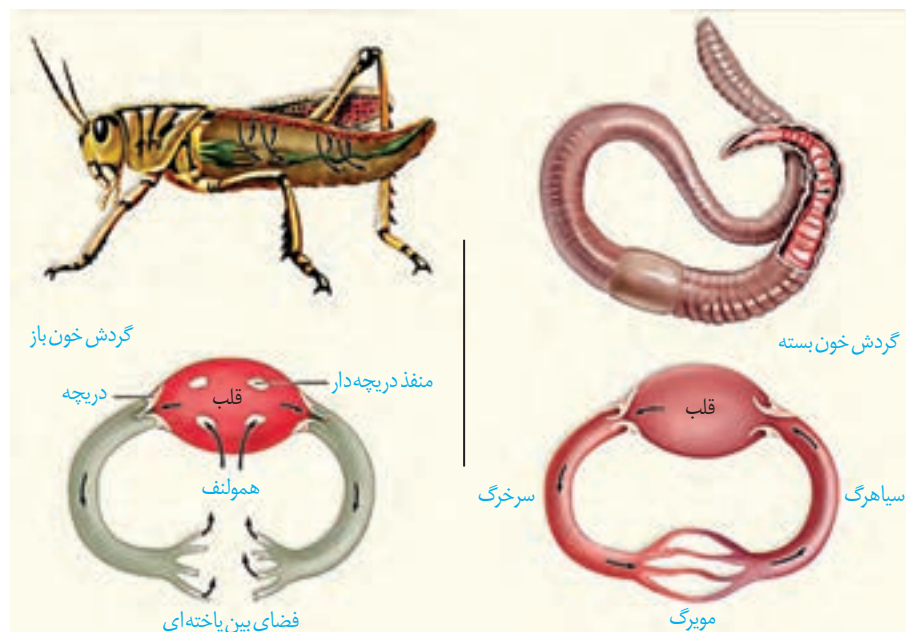 گردش خون بسته
قلب
سیاهرگ
سرخرگ
مویرگ
گردش خون باز
منفذ دریچه‌دار
دریچه
قلب
همولنف
فضای بین یاخته‌ای